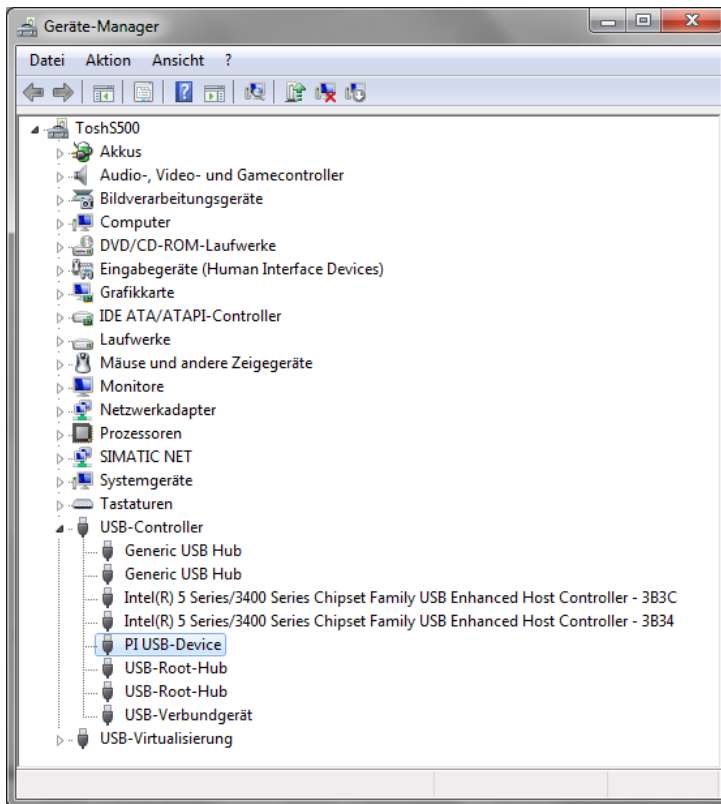 Geräte-Manager
Datei Aktion Ansicht ?
ToshS500
Akkus
Audio-, Video- und Gamecontroller
Bildverarbeitungsgeräte
Computer
DVD/CD-ROM-Laufwerke
Eingabegeräte (Human Interface Devices)
Grafikkarte
IDE ATA/ATAPI-Controller
Laufwerke
Mäuse und andere Zeigegeräte
Monitore
Netzwerkadapter
Prozessoren
SIMATIC NET
Systemgeräte
Tastaturen
USB-Controller
Generic USB Hub
Generic USB Hub
Intel(R) 5 Series/3400 Series Chipset Family USB Enhanced Host Controller - 3B3C
Intel(R) 5 Series/3400 Series Chipset Family USB Enhanced Host Controller - 3B34
PI USB-Device
USB-Root-Hub
USB-Root-Hub
USB-Verbundgerät
USB-Virtualisierung